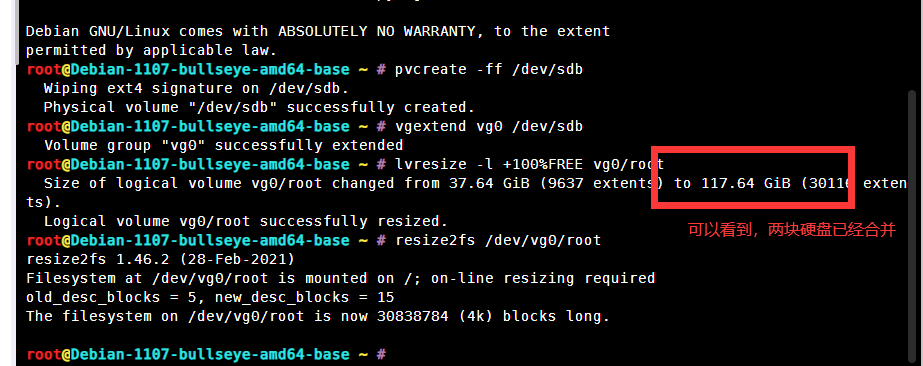 Debian GNU/Linux comes with ABSOLUTELY NO WARRANTY, to the extent
permitted by applicable law.
root@Debian-1107-bullseye-amd64-base ~ # pvcreate -ff /dev/sdb
  Wiping ext4 signature on /dev/sdb.
  Physical volume "/dev/sdb" successfully created.
root@Debian-1107-bullseye-amd64-base ~ # vgextend vg0 /dev/sdb
  Volume group "vg0" successfully extended
root@Debian-1107-bullseye-amd64-base ~ # lvresize -l +100%FREE vg0/root
  Size of logical volume vg0/root changed from 37.64 GiB (9637 extents) to 117.64 GiB (30116 exten
ts).
  Logical volume vg0/root successfully resized.
可以看到，两块硬盘已经合并
root@Debian-1107-bullseye-amd64-base ~ # resize2fs /dev/vg0/root
resize2fs 1.46.2 (28-Feb-2021)
Filesystem at /dev/vg0/root is mounted on /; on-line resizing required
old_desc_blocks = 5, new_desc_blocks = 15
The filesystem on /dev/vg0/root is now 30838784 (4k) blocks long.
root@Debian-1107-bullseye-amd64-base ~ #